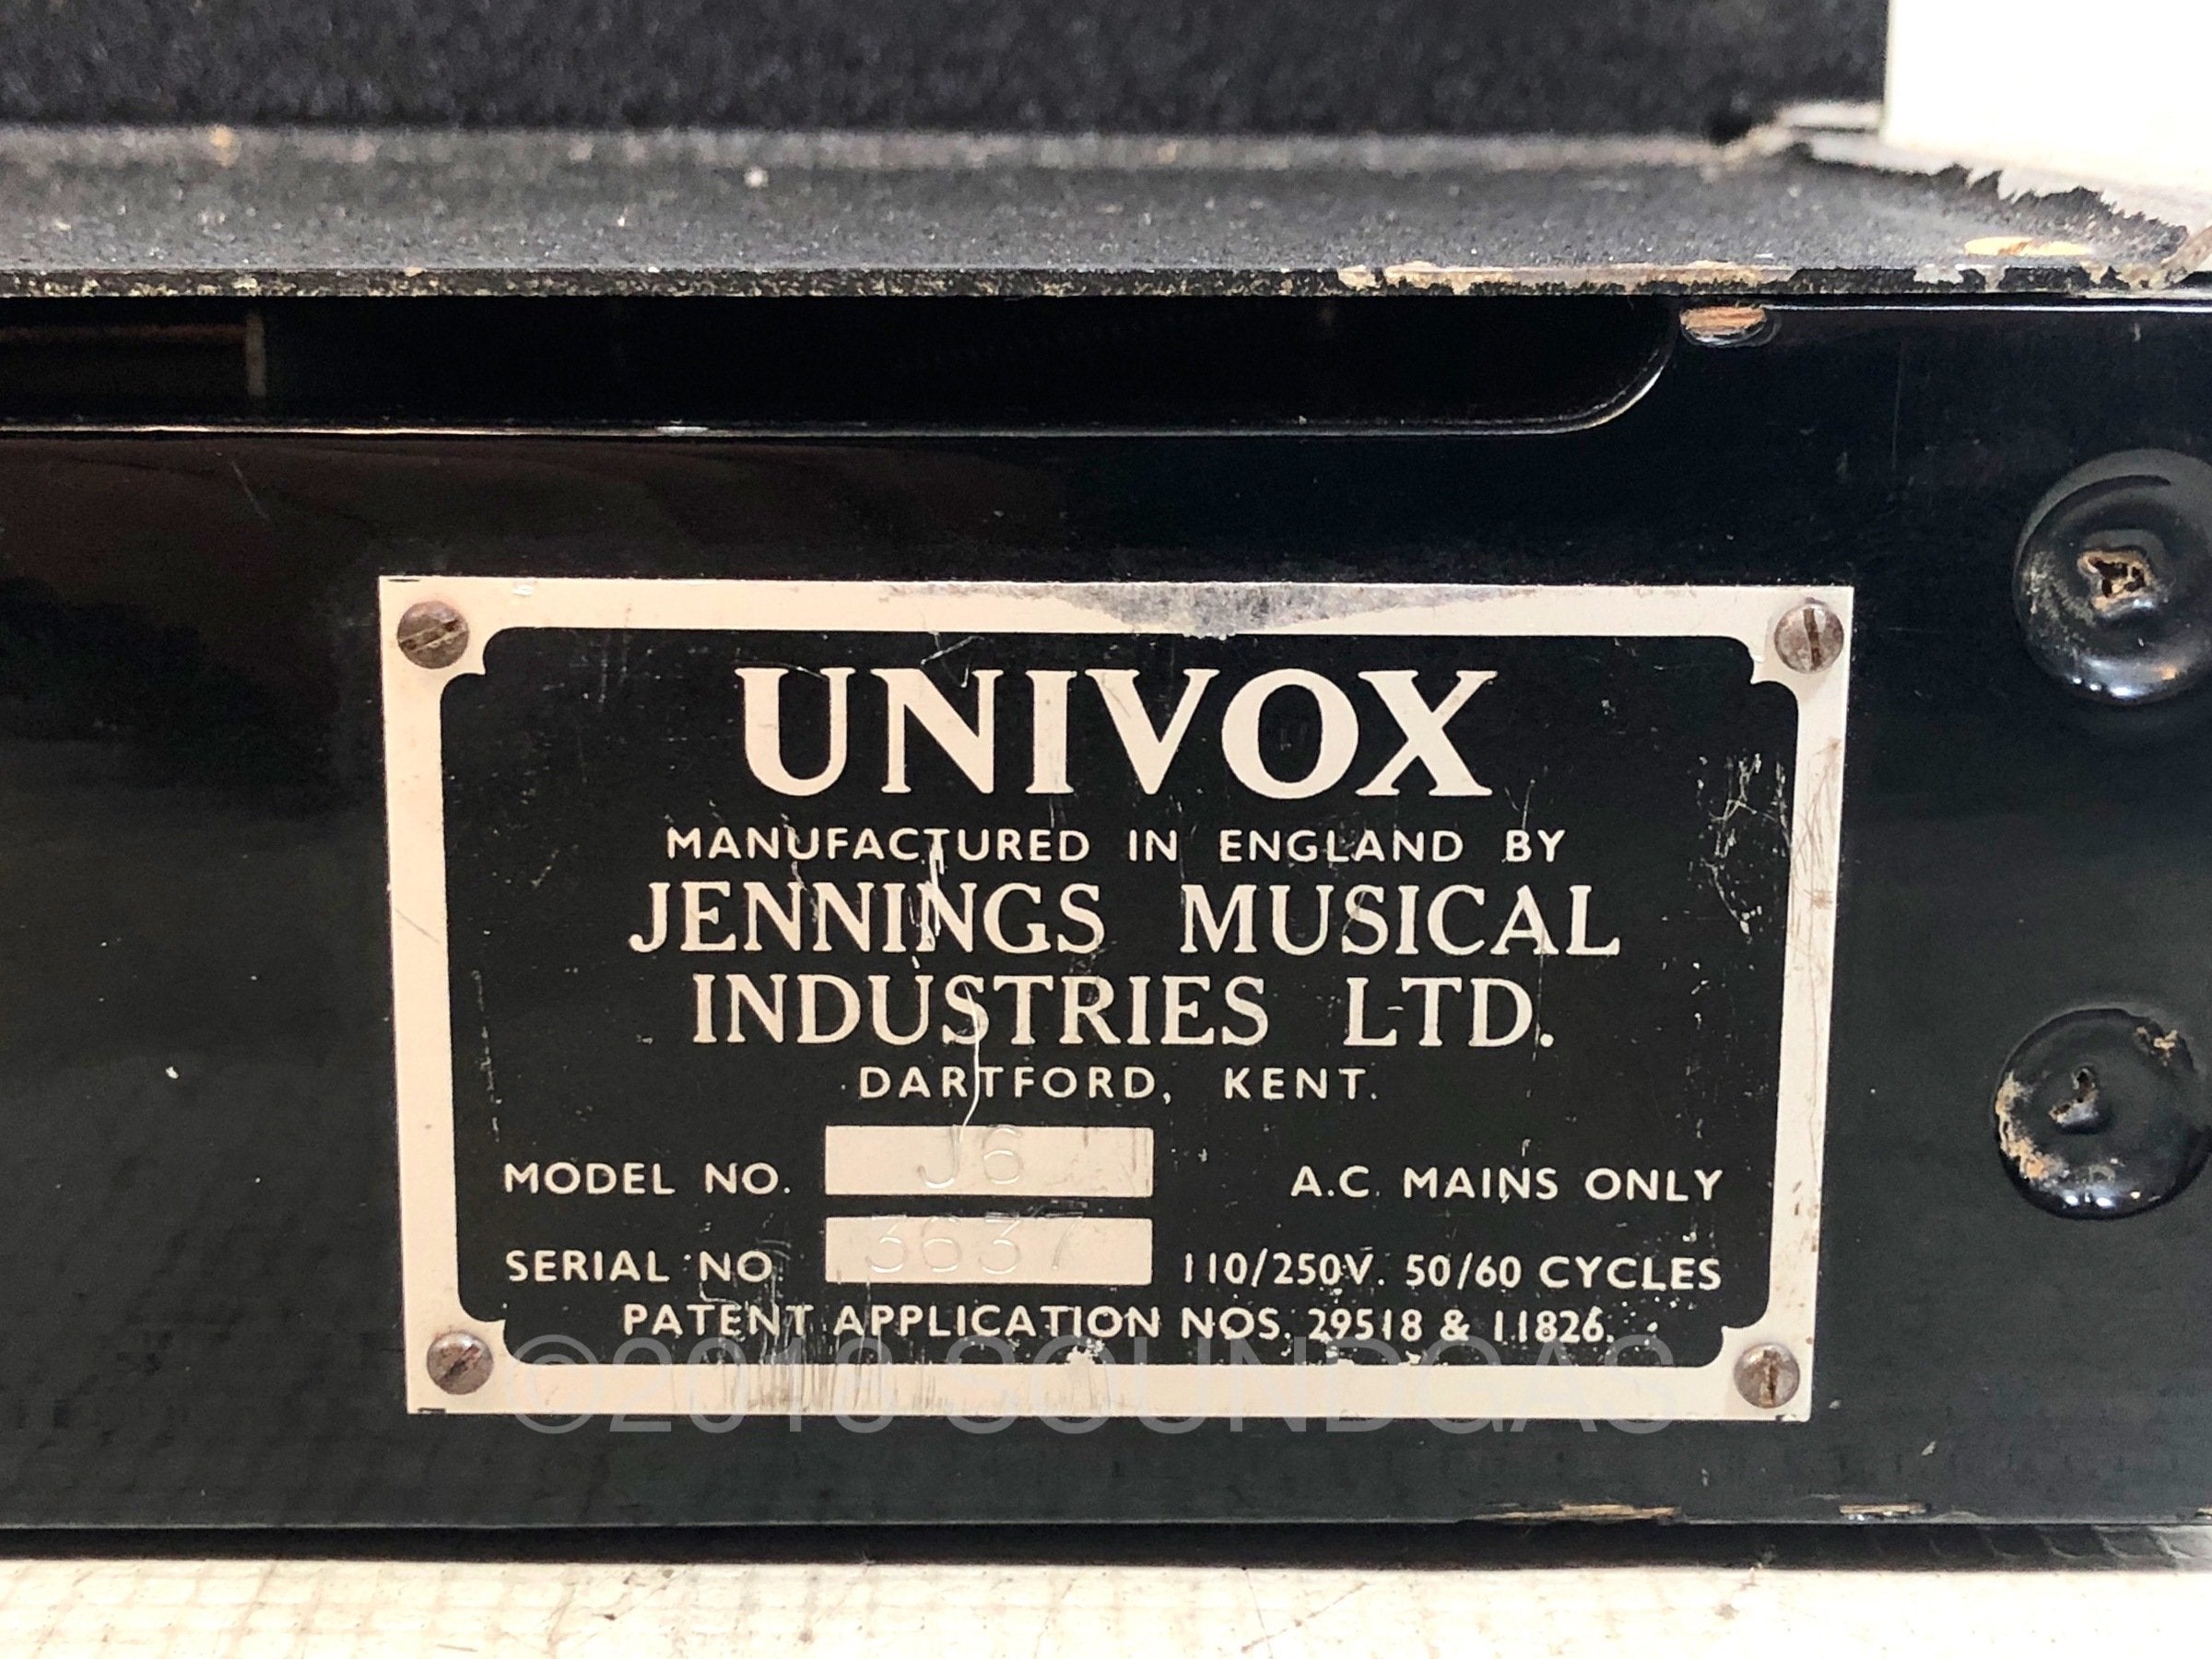 UNIVOX
MANUFACTURED IN ENGLAND BY
JENNINGS MUSICAL
INDUSTRIES LTD.
DARTFORD, KENT.
MODEL NO. J6 A.C. MAINS ONLY
SERIAL NO. 3637 110/250V. 50/60 CYCLES
PATENT APPLICATION NOS. 29518 & 11826.
©2018 SOUNDGAS